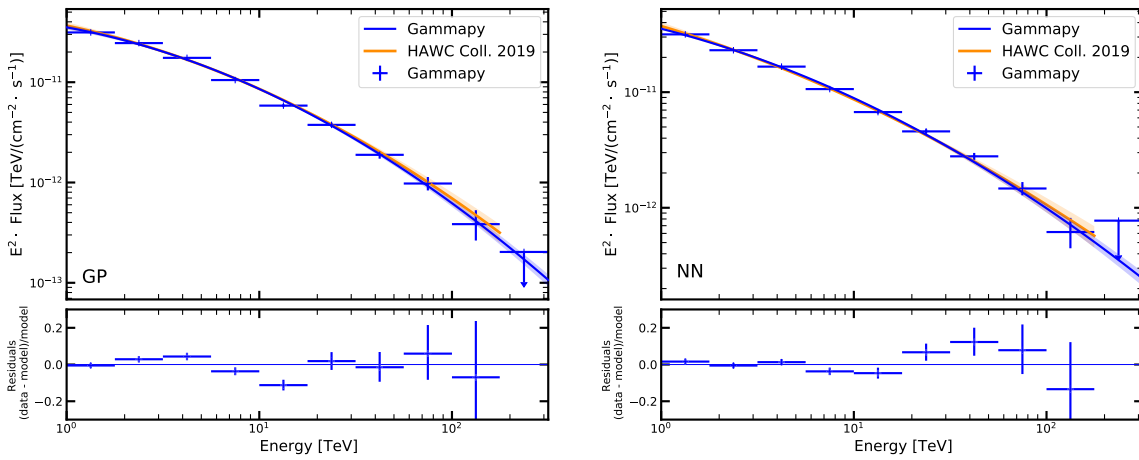 Gammapy
HAWC Coll. 2019
Gammapy
10⁻¹¹
10⁻¹²
10⁻¹³
E²· Flux [TeV/(cm⁻² · s⁻¹)]
GP
0.2
0.0
−0.2
Residuals
(data - model)/model
10⁰
10¹
10²
Energy [TeV]
Gammapy
HAWC Coll. 2019
Gammapy
10⁻¹¹
10⁻¹²
E²· Flux [TeV/(cm⁻² · s⁻¹)]
NN
0.2
0.0
−0.2
Residuals
(data - model)/model
10⁰
10¹
10²
Energy [TeV]